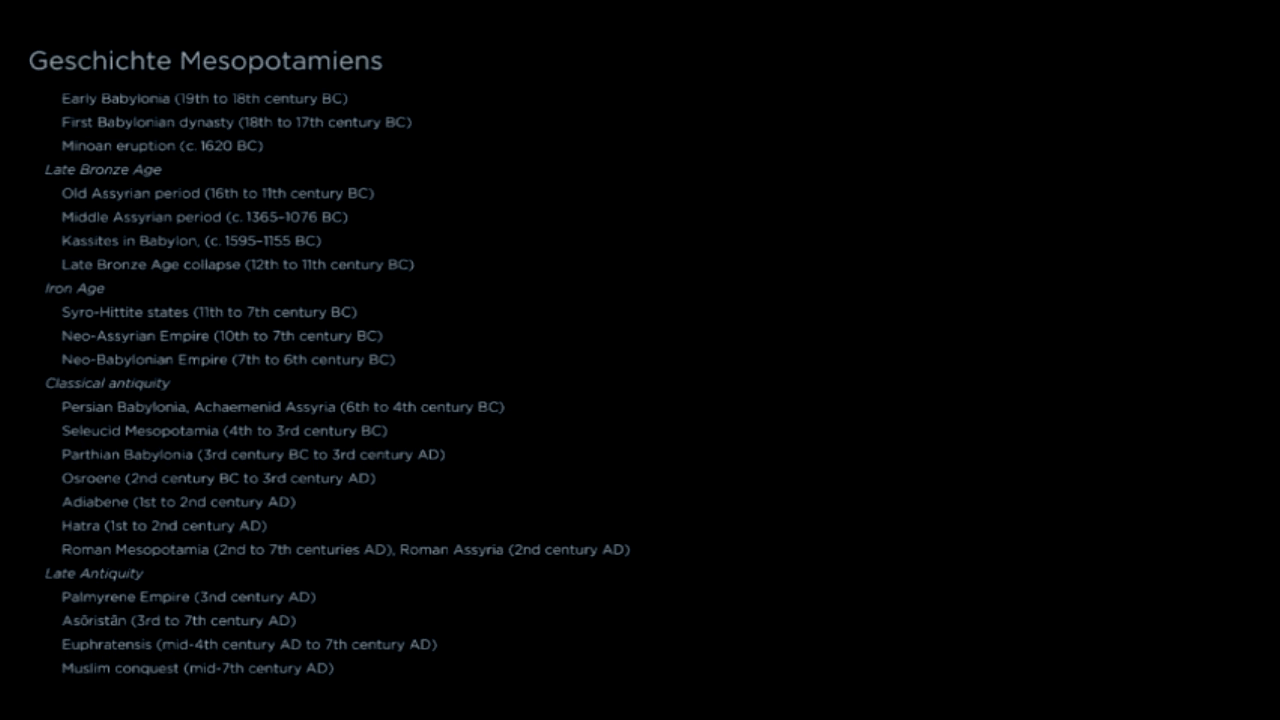 Geschichte Mesopotamiens
Early Babylonia (19th to 18th century BC)
First Babylonian dynasty (18th to 17th century BC)
Minoan eruption (c. 1620 BC)
Late Bronze Age
Old Assyrian period (16th to 11th century BC)
Middle Assyrian period (c. 1365–1076 BC)
Kassites in Babylon, (c. 1595–1155 BC)
Late Bronze Age collapse (12th to 11th century BC)
Iron Age
Syro-Hittite states (11th to 7th century BC)
Neo-Assyrian Empire (10th to 7th century BC)
Neo-Babylonian Empire (7th to 6th century BC)
Classical antiquity
Persian Babylonia, Achaemenid Assyria (6th to 4th century BC)
Seleucid Mesopotamia (4th to 3rd century BC)
Parthian Babylonia (3rd century BC to 3rd century AD)
Osroene (2nd century BC to 3rd century AD)
Adiabene (1st to 2nd century AD)
Hatra (1st to 2nd century AD)
Roman Mesopotamia (2nd to 7th centuries AD), Roman Assyria (2nd century AD)
Late Antiquity
Palmyrene Empire (3nd century AD)
Asōristān (3rd to 7th century AD)
Euphratensis (mid-4th century AD to 7th century AD)
Muslim conquest (mid-7th century AD)